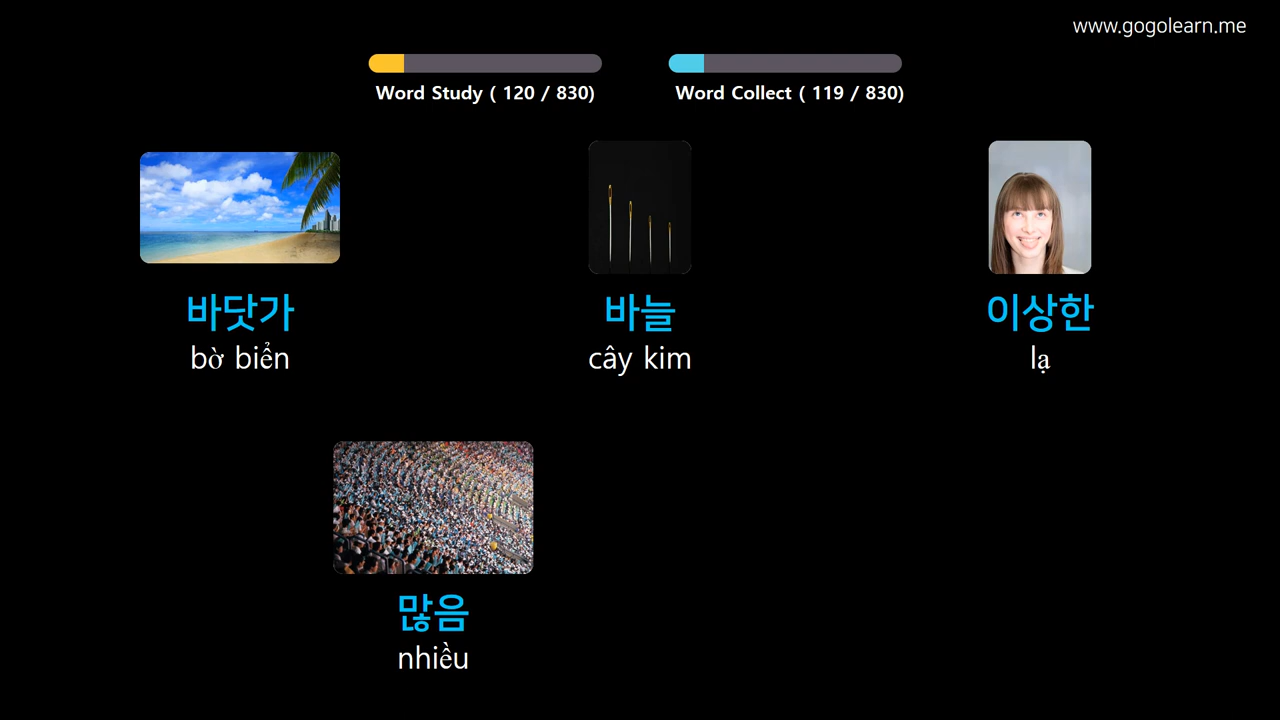 www.gogolearn.me
Word Study ( 120 / 830)
Word Collect ( 119 / 830)
바닷가
bờ biển
바늘
cây kim
이상한
lạ
많음
nhiều